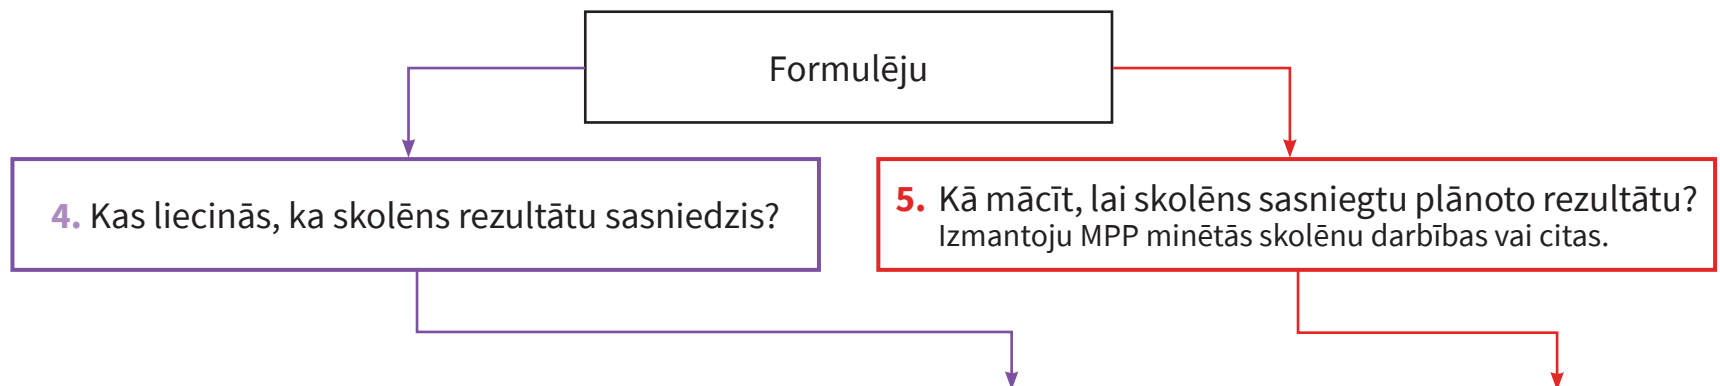 Formulēju
4. Kas liecinās, ka skolēns rezultātu sasniedzis?
5. Kā mācīt, lai skolēns sasniegtu plānoto rezultātu?
Izmantoju MPP minētās skolēnu darbības vai citas.